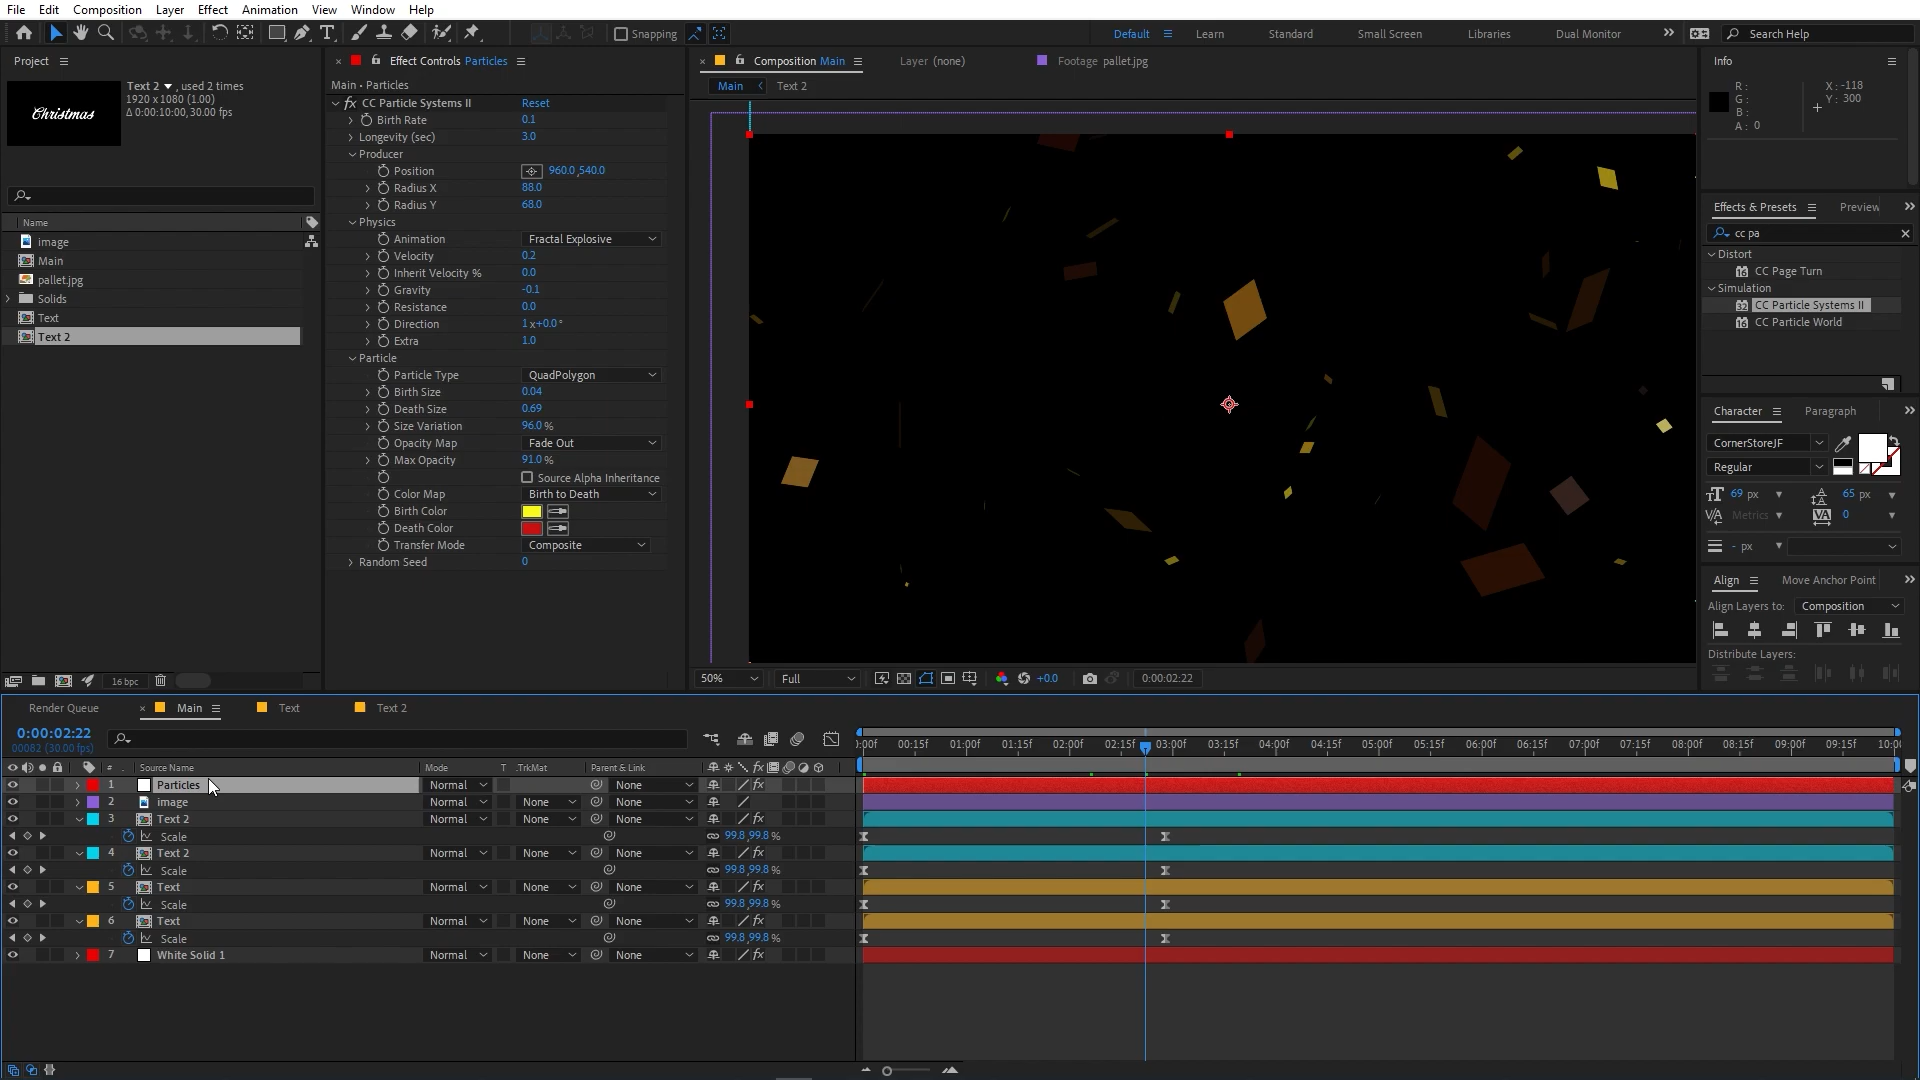 File Edit Composition Layer Effect Animation View Window Help
Snapping
Default Learn Standard Small Screen Libraries Dual Monitor Search Help
Project
Text 2 , used 2 times
1920 x 1080 (1.00)
Δ 0:00:10:00, 30.00 fps
Christmas
Name
image
Main
pallet.jpg
Solids
Text
Text 2
16 bpc
Effect Controls Particles
Main · Particles
fx CC Particle Systems II Reset
Birth Rate 0.1
Longevity (sec) 3.0
Producer
Position 960.0,540.0
Radius X 88.0
Radius Y 68.0
Physics
Animation Fractal Explosive
Velocity 0.2
Inherit Velocity % 0.0
Gravity -0.1
Resistance 0.0
Direction 1x+0.0°
Extra 1.0
Particle
Particle Type QuadPolygon
Birth Size 0.04
Death Size 0.69
Size Variation 96.0 %
Opacity Map Fade Out
Max Opacity 91.0 %
Source Alpha Inheritance
Color Map Birth to Death
Birth Color
Death Color
Transfer Mode Composite
Random Seed 0
Composition Main Layer (none) Footage pallet.jpg
Main Text 2
50% Full +0.0 0:00:02:22
Info
R:
G:
B:
A: 0
X: -118
Y: 300
Effects & Presets Preview
cc pa
Distort
CC Page Turn
Simulation
CC Particle Systems II
CC Particle World
Character Paragraph
CornerStoreJF
Regular
69 px 65 px
Metrics 0
- px
Align Move Anchor Point
Align Layers to: Composition
Distribute Layers:
Render Queue Main Text Text 2
0:00:02:22
00082 (30.00 fps)
# Source Name Mode T .TrkMat Parent & Link
1 Particles Normal None
2 image Normal None None
3 Text 2 Normal None None
Scale 99.8,99.8 %
4 Text 2 Normal None None
Scale 99.8,99.8 %
5 Text Normal None None
Scale 99.8,99.8 %
6 Text Normal None None
Scale 99.8,99.8 %
7 White Solid 1 Normal None None
):00f 00:15f 01:00f 01:15f 02:00f 02:15f 03:00f 03:15f 04:00f 04:15f 05:00f 05:15f 06:00f 06:15f 07:00f 07:15f 08:00f 08:15f 09:00f 09:15f 10:0